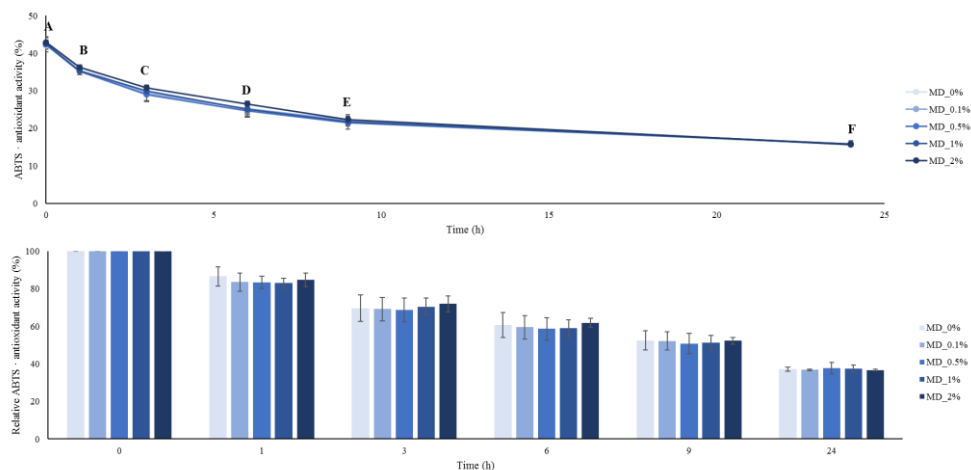 ABTS · antioxidant activity (%)
50
40
30
20
10
0
A
B
C
D
E
F
0
5
10
15
20
25
Time (h)
MD_0%
MD_0.1%
MD_0.5%
MD_1%
MD_2%
Relative ABTS · antioxidant activity (%)
100
80
60
40
20
0
0
1
3
6
9
24
Time (h)
MD_0%
MD_0.1%
MD_0.5%
MD_1%
MD_2%